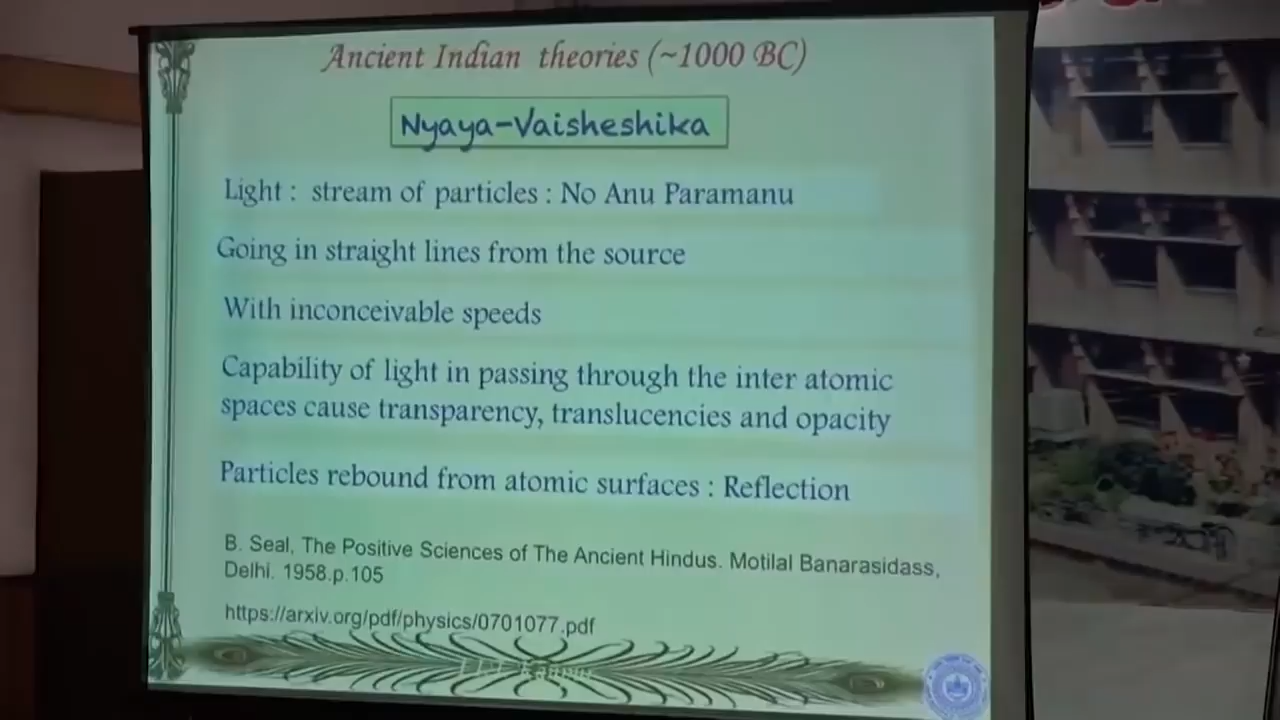 Ancient Indian theories (~1000 BC)
Nyaya-Vaisheshika
Light : stream of particles : No Anu Paramanu
Going in straight lines from the source
With inconceivable speeds
Capability of light in passing through the inter atomic
spaces cause transparency, translucencies and opacity
Particles rebound from atomic surfaces : Reflection
B. Seal, The Positive Sciences of The Ancient Hindus. Motilal Banarasidass,
Delhi. 1958.p.105
https://arxiv.org/pdf/physics/0701077.pdf